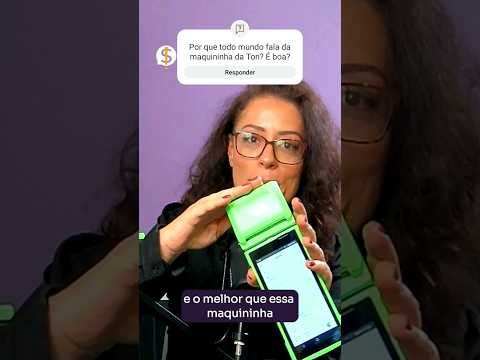 Por que todo mundo fala da
maquininha da Ton? É boa?
Responder
e o melhor que essa
maquininha